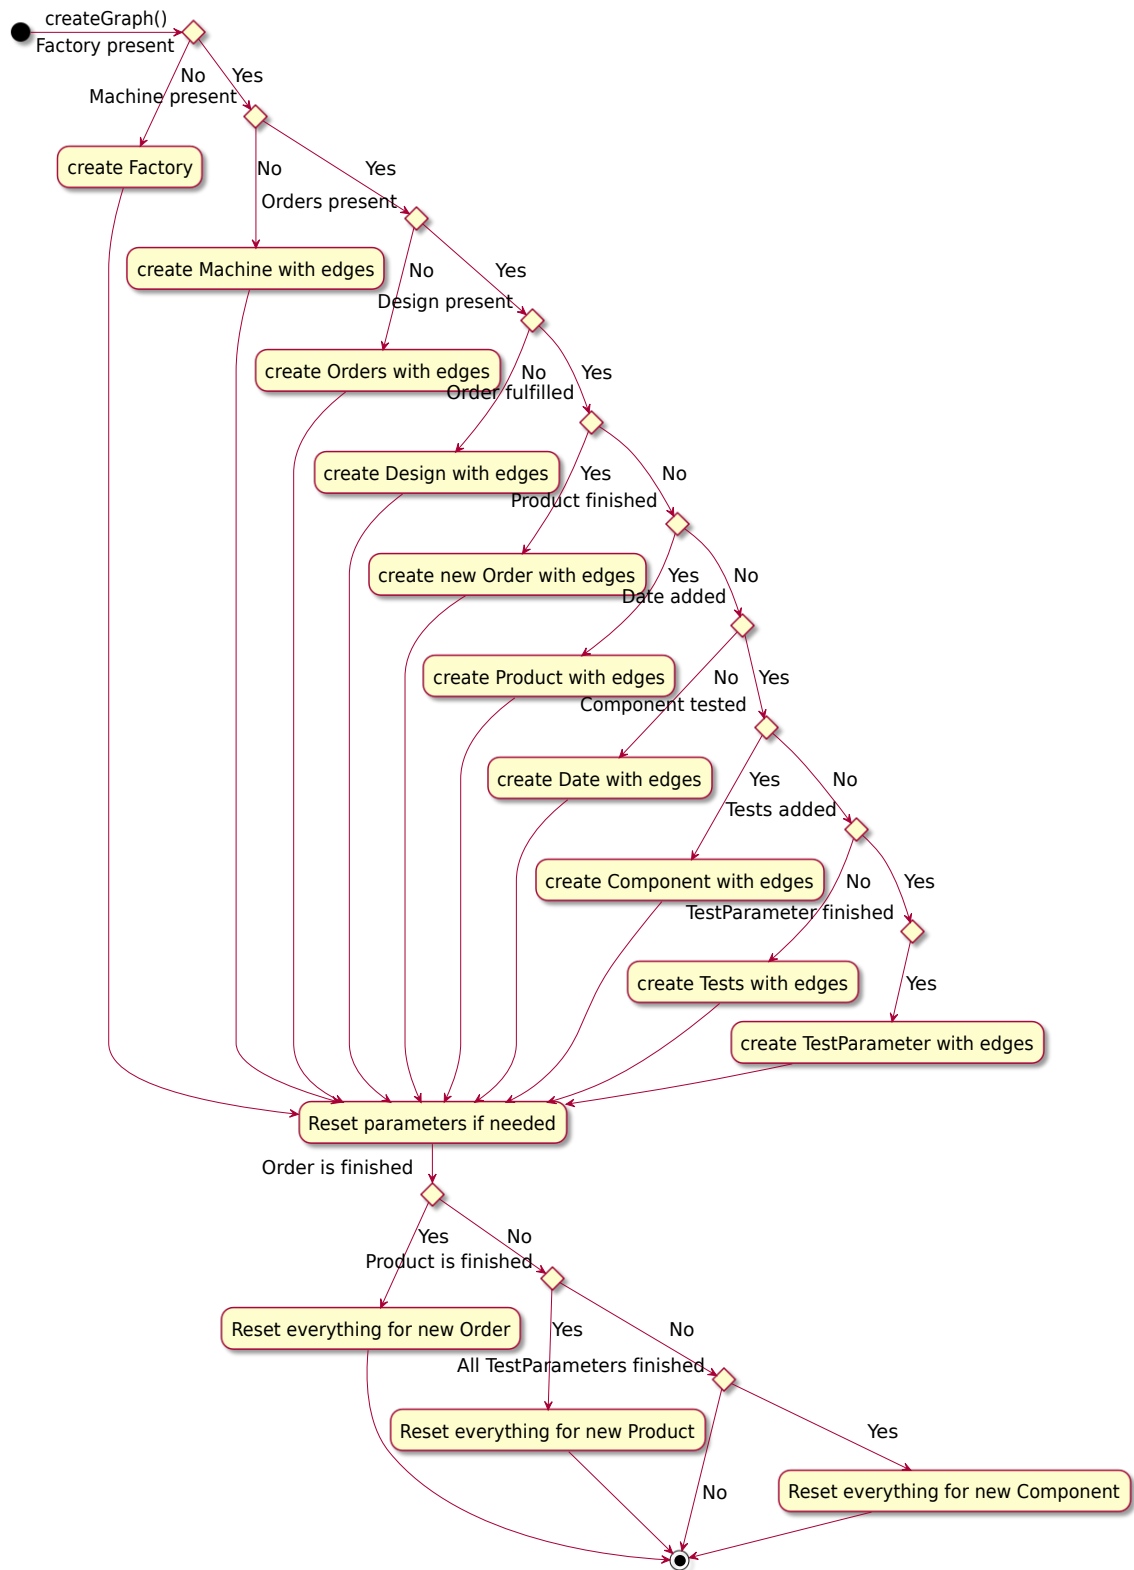 createGraph()
Factory present
No
Yes
Machine present
create Factory
No
Yes
Orders present
create Machine with edges
No
Yes
Design present
create Orders with edges
No
Yes
Order fulfilled
create Design with edges
Yes
No
Product finished
create new Order with edges
Yes
No
Date added
create Product with edges
No
Yes
Component tested
create Date with edges
Yes
No
Tests added
create Component with edges
No
Yes
TestParameter finished
create Tests with edges
Yes
create TestParameter with edges
Reset parameters if needed
Order is finished
Yes
No
Product is finished
Reset everything for new Order
Yes
No
All TestParameters finished
Reset everything for new Product
Yes
No
Reset everything for new Component